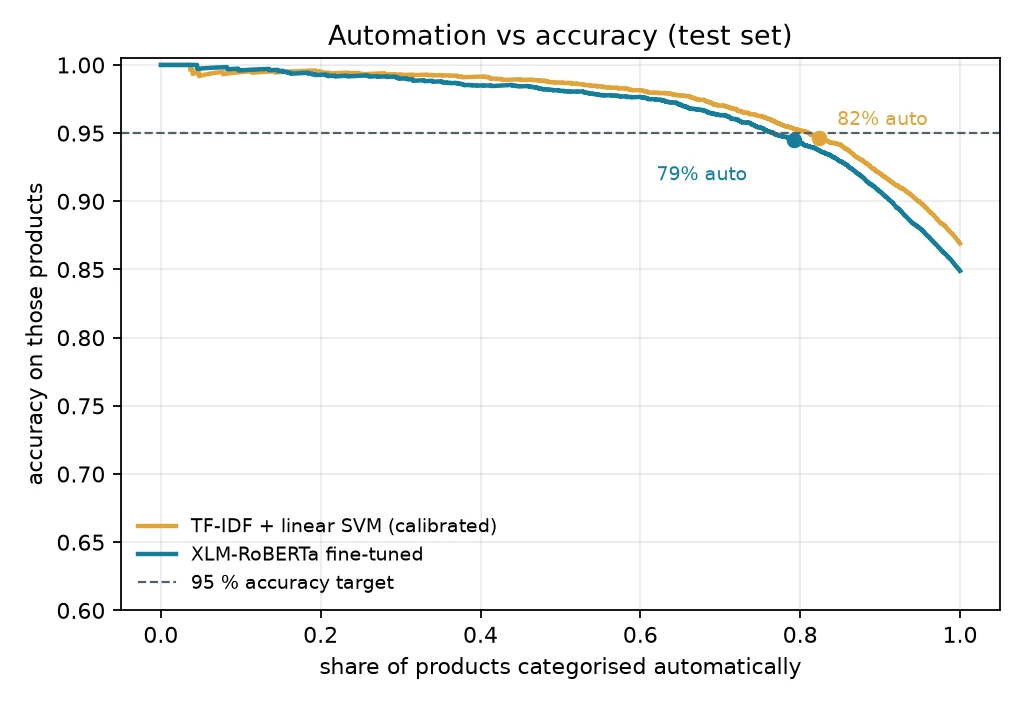 Automation vs accuracy (test set)
1.00
0.95
0.90
0.85
0.80
0.75
0.70
0.65
0.60
accuracy on those products
82% auto
79% auto
TF-IDF + linear SVM (calibrated)
XLM-RoBERTa fine-tuned
95 % accuracy target
0.0 0.2 0.4 0.6 0.8 1.0
share of products categorised automatically